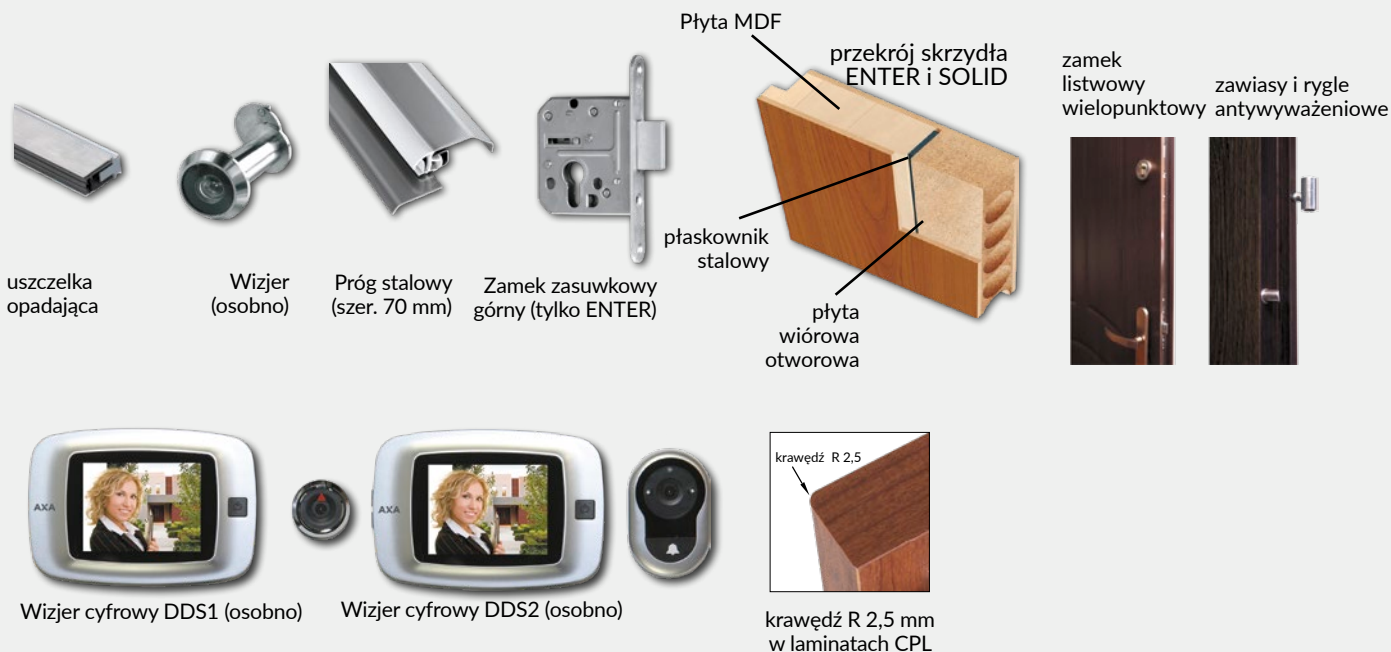 Płyta MDF
przekrój skrzydła
ENTER i SOLID
zamek
listwowy
wielopunktowy
zawiasy i rygle
antywyważeniowe
płaskownik
stalowy
płyta
wiórowa
otworowa
uszczelka
opadająca
Wizjer
(osobno)
Próg stalowy
(szer. 70 mm)
Zamek zasuwkowy
górny (tylko ENTER)
AXA
AXA
krawędź R 2,5
Wizjer cyfrowy DDS1 (osobno)
Wizjer cyfrowy DDS2 (osobno)
krawędź R 2,5 mm
w laminatach CPL